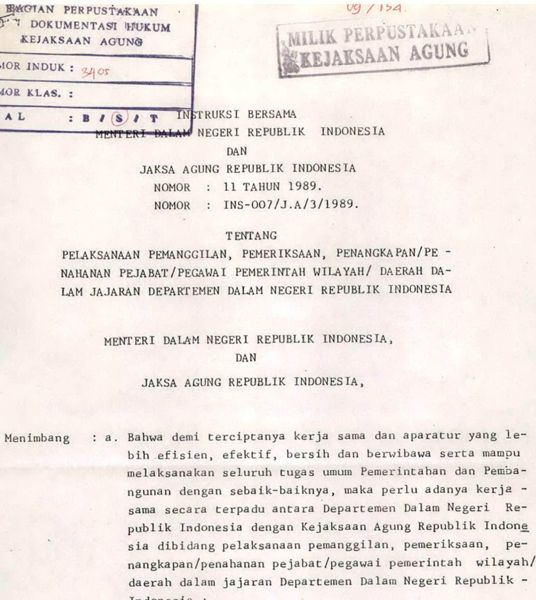 BAGIAN PERPUSTAKAAN
DOKUMENTASI HUKUM
KEJAKSAAN AGUNG
MOR INDUK : 3405
MOR KLAS. :
A L : B / S / T
MILIK PERPUSTAKAAN
KEJAKSAAN AGUNG
INSTRUKSI BERSAMA
MENTERI DALAM NEGERI REPUBLIK INDONESIA
DAN
JAKSA AGUNG REPUBLIK INDONESIA
NOMOR : 11 TAHUN 1989.
NOMOR : INS-007/J.A/3/1989.
TENTANG
PELAKSANAAN PEMANGGILAN, PEMERIKSAAN, PENANGKAPAN/PE -
NAHANAN PEJABAT/PEGAWAI PEMERINTAH WILAYAH/ DAERAH DA-
LAM JAJARAN DEPARTEMEN DALAM NEGERI REPUBLIK INDONESIA
MENTERI DALAM NEGERI REPUBLIK INDONESIA,
DAN
JAKSA AGUNG REPUBLIK INDONESIA,
Menimbang : a. Bahwa demi terciptanya kerja sama dan aparatur yang le-
bih efisien, efektif, bersih dan berwibawa serta mampu
melaksanakan seluruh tugas umum Pemerintahan dan Pemba-
ngunan dengan sebaik-baiknya, maka perlu adanya kerja -
sama secara terpadu antara Departemen Dalam Negeri Re-
publik Indonesia dengan Kejaksaan Agung Republik Indone
sia dibidang pelaksanaan pemanggilan, pemeriksaan, pe-
nangkapan/penahanan pejabat/pegawai pemerintah wilayah/
daerah dalam jajaran Departemen Dalam Negeri Republik -
Indonesia ;